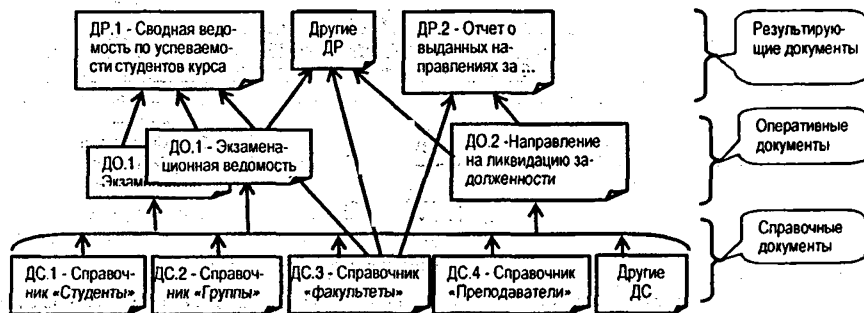 ДР.1 - Сводная ведо-
мость по успеваемо-
сти студентов курса
Другие
ДР
ДР.2 - Отчет о
выданных на-
правлениях за ...
Результирую-
щие документы
ДО.1
Экзаме
ДО.1 - Экзаменa-
ционная ведомость
ДО.2 -Направление
на ликвидацию за-
долженности
Оперативные
документы
ДС.1 - Справоч-
ник «Студенты»
ДС.2 - Справоч-
ник «Группы»
ДС.3 - Справочник
«факультеты»
ДС.4 - Справочник
«Преподаватели»
Другие
ДС
Справочные
документы